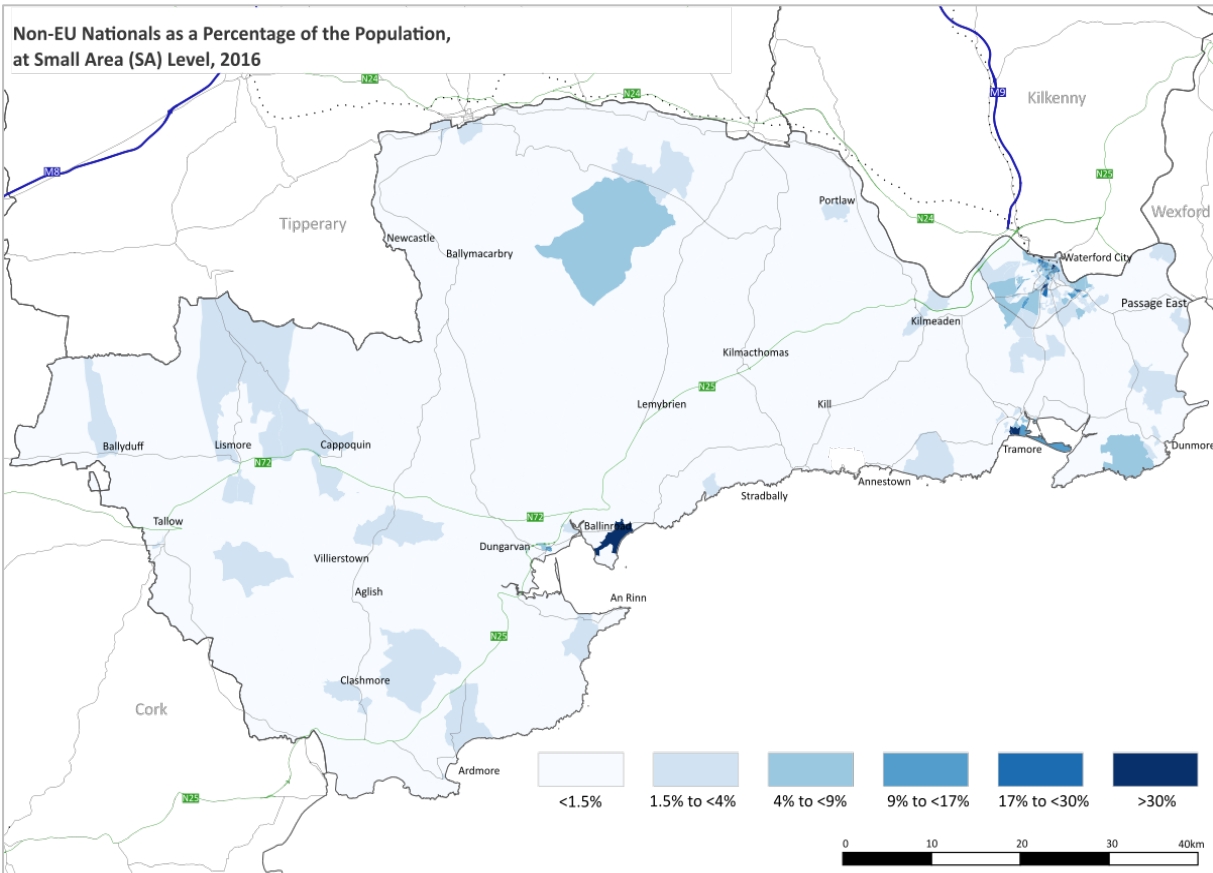 Non-EU Nationals as a Percentage of the Population,
at Small Area (SA) Level, 2016
N24
N24
M9
Kilkenny
M8
N25
Portlaw
Wexford
Tipperary
N24
Newcastle
Ballymacarbry
Waterford City
Passage East
Kilmeaden
Kilmacthomas
N25
Lemybrien
Kill
Ballyduff
Lismore
Cappoquin
Dunmore
Tramore
N72
Annestown
Stradbally
Tallow
N72
Ballinroad
Dungarvan
Villierstown
Aglish
An Rinn
N25
Clashmore
Cork
Ardmore
N25
<1.5%
1.5% to <4%
4% to <9%
9% to <17%
17% to <30%
>30%
0 10 20 30 40km